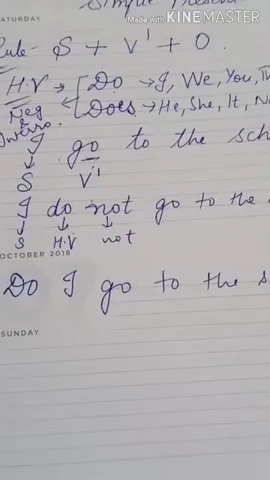 Simple Present
Made with KINEMASTER
SATURDAY
Rule - S + V¹ + O.
H.V → [ Do → I, We, You,
Neg ← Does → He, She, It,
&
Interro.
I go to the sch
↓
S V¹
I do not go to the
↓ ↓ ↓
S H.V not
OCTOBER 2016
Do I go to the s
SUNDAY